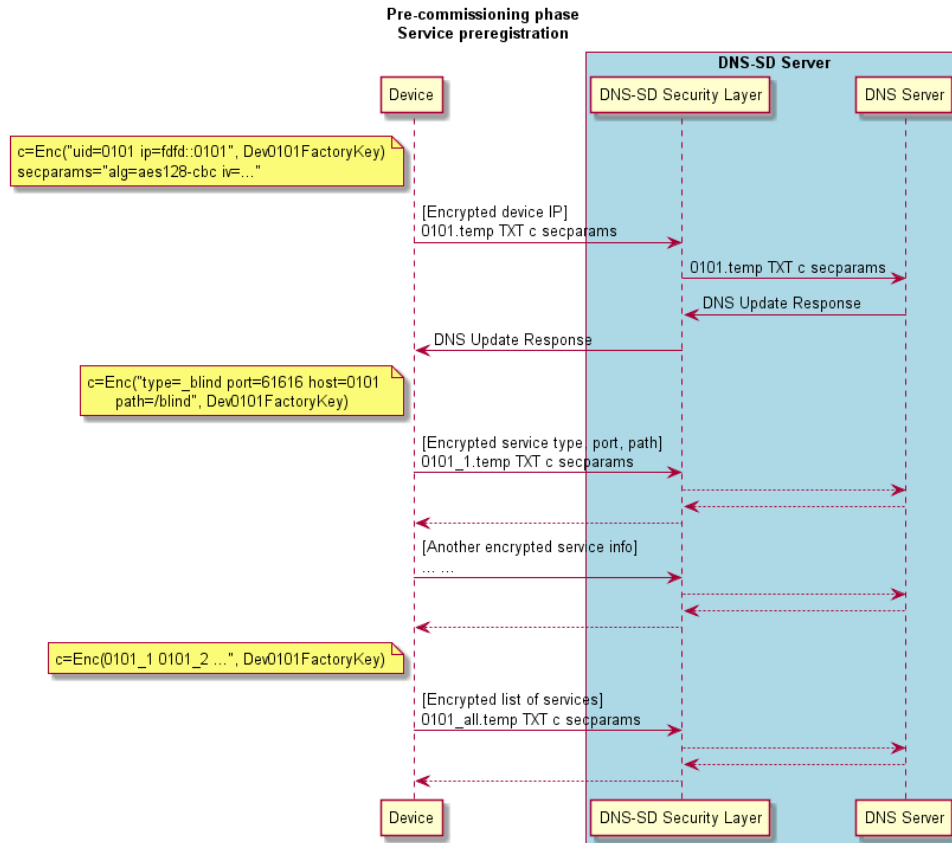 Pre-commissioning phase
Service preregistration
DNS-SD Server
Device
DNS-SD Security Layer
DNS Server
c=Enc("uid=0101 ip=fdfd::0101", Dev0101FactoryKey)
secparams="alg=aes128-cbc iv=..."
[Encrypted device IP]
0101.temp TXT c secparams
0101.temp TXT c secparams
DNS Update Response
DNS Update Response
c=Enc("type=_blind port=61616 host=0101
path=/blind", Dev0101FactoryKey)
[Encrypted service type, port, path]
0101_1.temp TXT c secparams
[Another encrypted service info]
... ...
c=Enc(0101_1 0101_2 ...", Dev0101FactoryKey)
[Encrypted list of services]
0101_all.temp TXT c secparams
Device
DNS-SD Security Layer
DNS Server